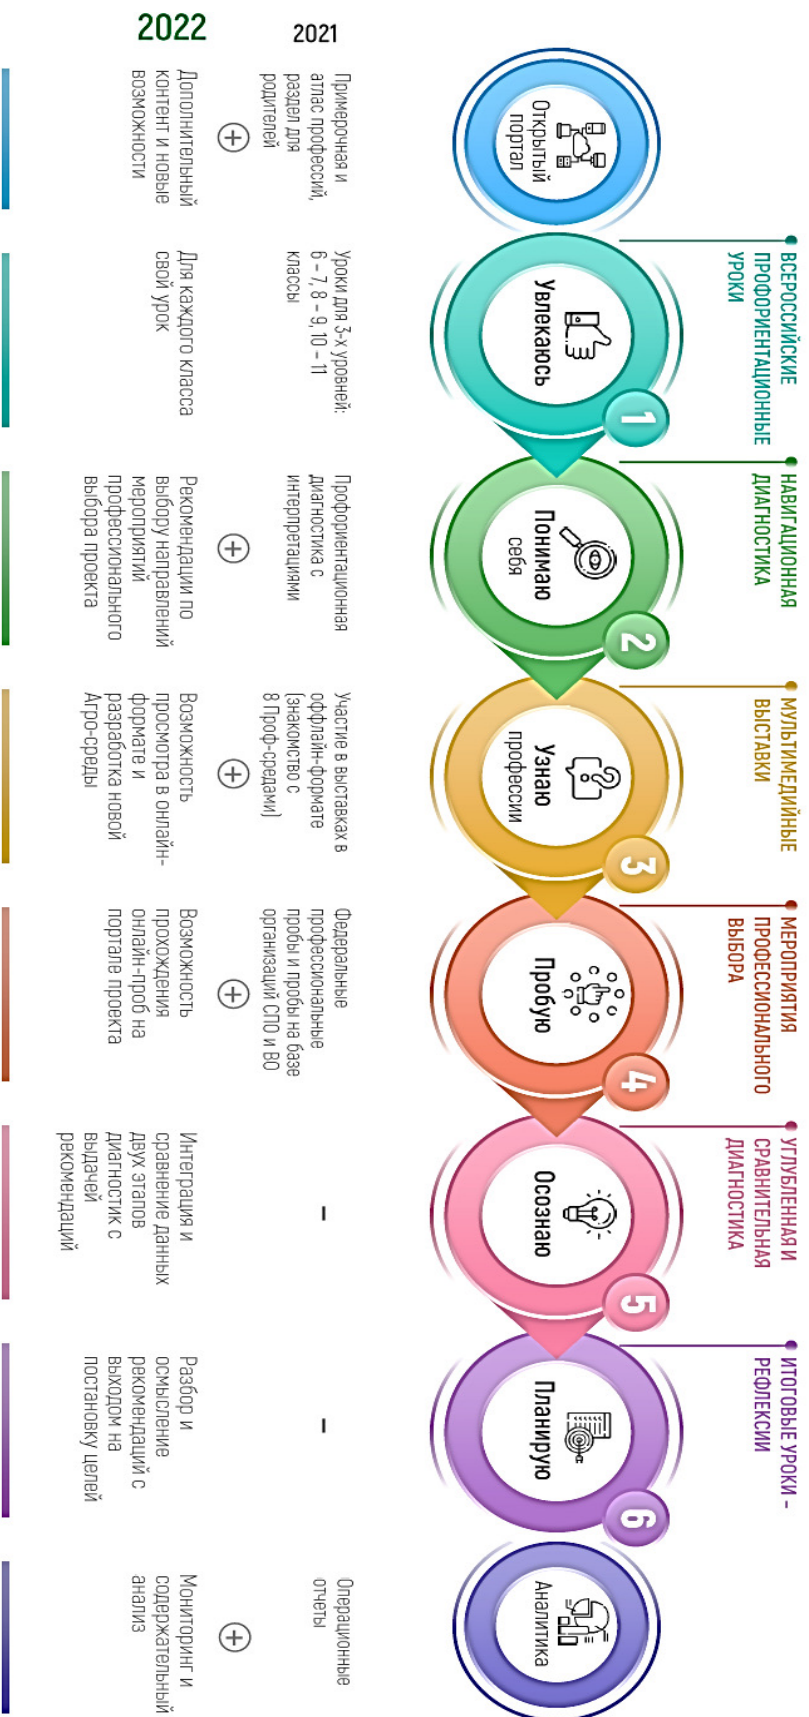 ВСЕРОССИЙСКИЕ
ПРОФОРИЕНТАЦИОННЫЕ
УРОКИ
НАВИГАЦИОННАЯ
ДИАГНОСТИКА
МУЛЬТИМЕДИЙНЫЕ
ВЫСТАВКИ
МЕРОПРИЯТИЯ
ПРОФЕССИОНАЛЬНОГО
ВЫБОРА
УГЛУБЛЕННАЯ И
СРАВНИТЕЛЬНАЯ
ДИАГНОСТИКА
ИТОГОВЫЕ УРОКИ –
РЕФЛЕКСИИ
Открытый
портал
Увлекаюсь
1
Понимаю
себя
2
Узнаю
профессии
3
Пробую
4
Осознаю
5
Планирую
6
Аналитика
2021
Примерочная и
атлас профессий,
раздел для
родителей
Уроки для 3-х уровней:
6 – 7, 8 – 9, 10 – 11
классы
Профориентационная
диагностика с
интерпретациями
Участие в выставках в
оффлайн-формате
(знакомство с
8 Проф-средами)
Федеральные
профессиональные
пробы и пробы на базе
организаций СПО и ВО
–
–
Операционные
отчеты
+
+
+
+
+
2022
Дополнительный
контент и новые
возможности
Для каждого класса
свой урок
Рекомендации по
выбору направлений
мероприятий
профессионального
выбора проекта
Возможность
просмотра в онлайн-
формате и
разработка новой
Агро-среды
Возможность
прохождения
онлайн-проб на
портале проекта
Интеграция и
сравнение данных
двух этапов
диагностик с
выдачей
рекомендаций
Разбор и
осмысление
рекомендаций с
выходом на
постановку целей
Мониторинг и
содержательный
анализ